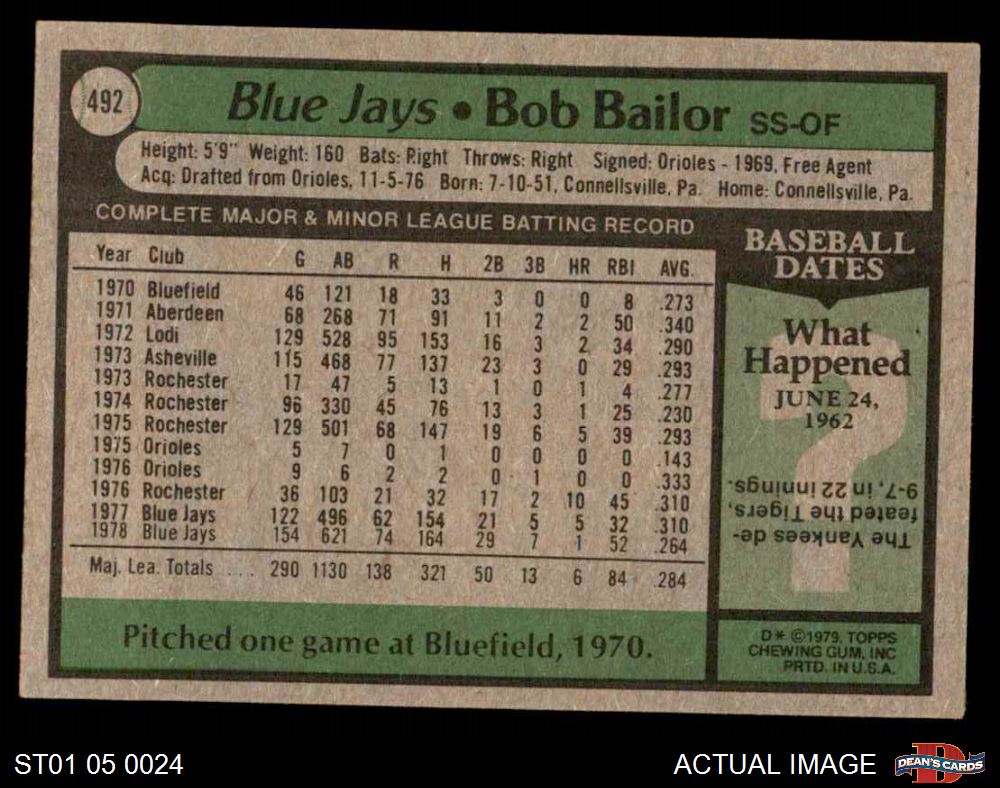 492
Blue Jays • Bob Bailor SS-OF
Height: 5'9" Weight: 160 Bats: Right Throws: Right Signed: Orioles - 1969, Free Agent
Acq: Drafted from Orioles, 11-5-76 Born: 7-10-51, Connellsville, Pa. Home: Connellsville, Pa.
COMPLETE MAJOR & MINOR LEAGUE BATTING RECORD
Year Club G AB R H 2B 3B HR RBI AVG.
1970 Bluefield 46 121 18 33 3 0 0 8 .273
1971 Aberdeen 68 268 71 91 11 2 2 50 .340
1972 Lodi 129 528 95 153 16 3 2 34 .290
1973 Asheville 115 468 77 137 23 3 0 29 .293
1973 Rochester 17 47 5 13 1 0 1 4 .277
1974 Rochester 96 330 45 76 13 3 1 25 .230
1975 Rochester 129 501 68 147 19 6 5 39 .293
1975 Orioles 5 7 0 1 0 0 0 0 .143
1976 Orioles 9 6 2 2 0 1 0 0 .333
1976 Rochester 36 103 21 32 17 2 10 45 .310
1977 Blue Jays 122 496 62 154 21 5 5 32 .310
1978 Blue Jays 154 621 74 164 29 7 1 52 .264
Maj. Lea. Totals .... 290 1130 138 321 50 13 6 84 .284
Pitched one game at Bluefield, 1970.
BASEBALL
DATES
What
Happened
JUNE 24,
1962
The Yankees de-
feated the Tigers,
9-7, in 22 innings.
D* ©1979, TOPPS
CHEWING GUM, INC
PRTD. IN U.S.A.
ST01 05 0024
ACTUAL IMAGE
DEAN'S CARDS